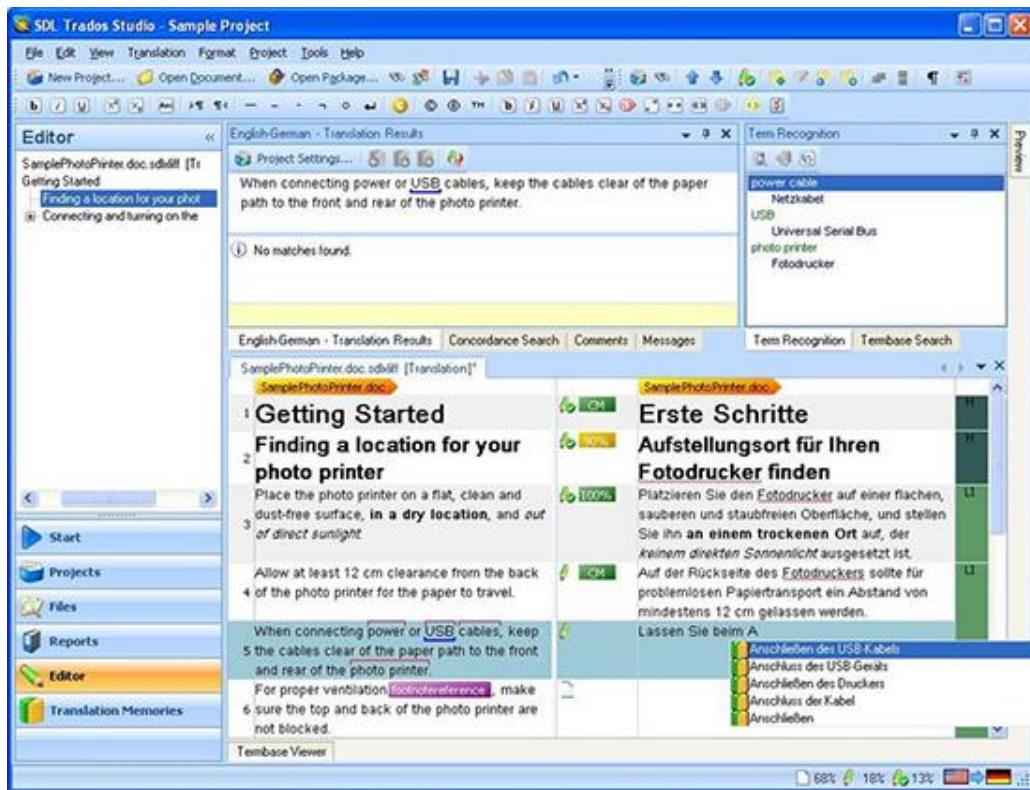 SDL Trados Studio - Sample Project
File Edit View Translation Format Project Tools Help
New Project... Open Document... Open Package...
Editor
SamplePhotoPrinter.doc.sdlxliff [Tr
Getting Started
Finding a location for your phot
Connecting and turning on the
Start
Projects
Files
Reports
Editor
Translation Memories
English-German - Translation Results
Project Settings...
When connecting power or USB cables, keep the cables clear of the paper
path to the front and rear of the photo printer.
No matches found.
English-German - Translation Results Concordance Search Comments Messages
Term Recognition
power cable
Netzkabel
USB
Universal Serial Bus
photo printer
Fotodrucker
Term Recognition Termbase Search
Preview
SamplePhotoPrinter.doc.sdlxliff [Translation]*
SamplePhotoPrinter.doc SamplePhotoPrinter.doc
1 Getting Started CM Erste Schritte H
2 Finding a location for your
photo printer
90%
Aufstellungsort für Ihren
Fotodrucker finden
H
3 Place the photo printer on a flat, clean and
dust-free surface, in a dry location, and out
of direct sunlight.
100%
Platzieren Sie den Fotodrucker auf einer flachen,
sauberen und staubfreien Oberfläche, und stellen
Sie ihn an einem trockenen Ort auf, der
keinem direkten Sonnenlicht ausgesetzt ist.
LI
Allow at least 12 cm clearance from the back
4 of the photo printer for the paper to travel.
CM
Auf der Rückseite des Fotodruckers sollte für
problemlosen Papiertransport ein Abstand von
mindestens 12 cm gelassen werden.
LI
When connecting power or USB cables, keep
5 the cables clear of the paper path to the front
and rear of the photo printer.
Lassen Sie beim A
Anschließen des USB-Kabels
Anschluss des USB-Geräts
Anschließen des Druckers
Anschluss der Kabel
Anschließen
For proper ventilation footnotereference , make
6 sure the top and back of the photo printer are
not blocked.
Termbase Viewer
68% 18% 13%